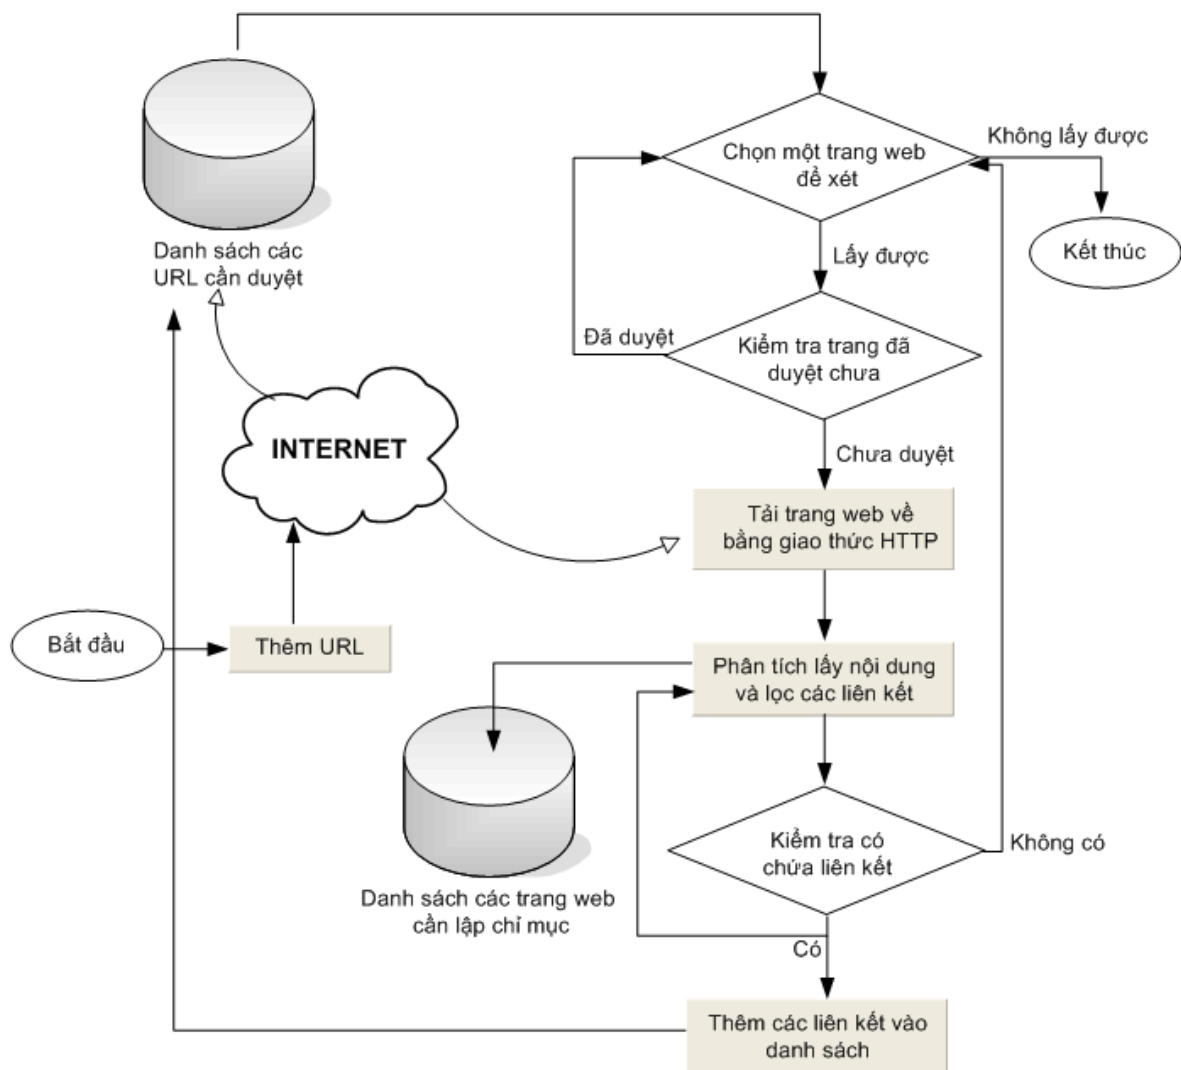 Danh sách các
URL cần duyệt
Chọn một trang web
để xét
Không lấy được
Kết thúc
Lấy được
Đã duyệt
Kiểm tra trang đã
duyệt chưa
INTERNET
Chưa duyệt
Tải trang web về
bằng giao thức HTTP
Bắt đầu
Thêm URL
Phân tích lấy nội dung
và lọc các liên kết
Kiểm tra có
chứa liên kết
Không có
Danh sách các trang web
cần lập chỉ mục
Có
Thêm các liên kết vào
danh sách